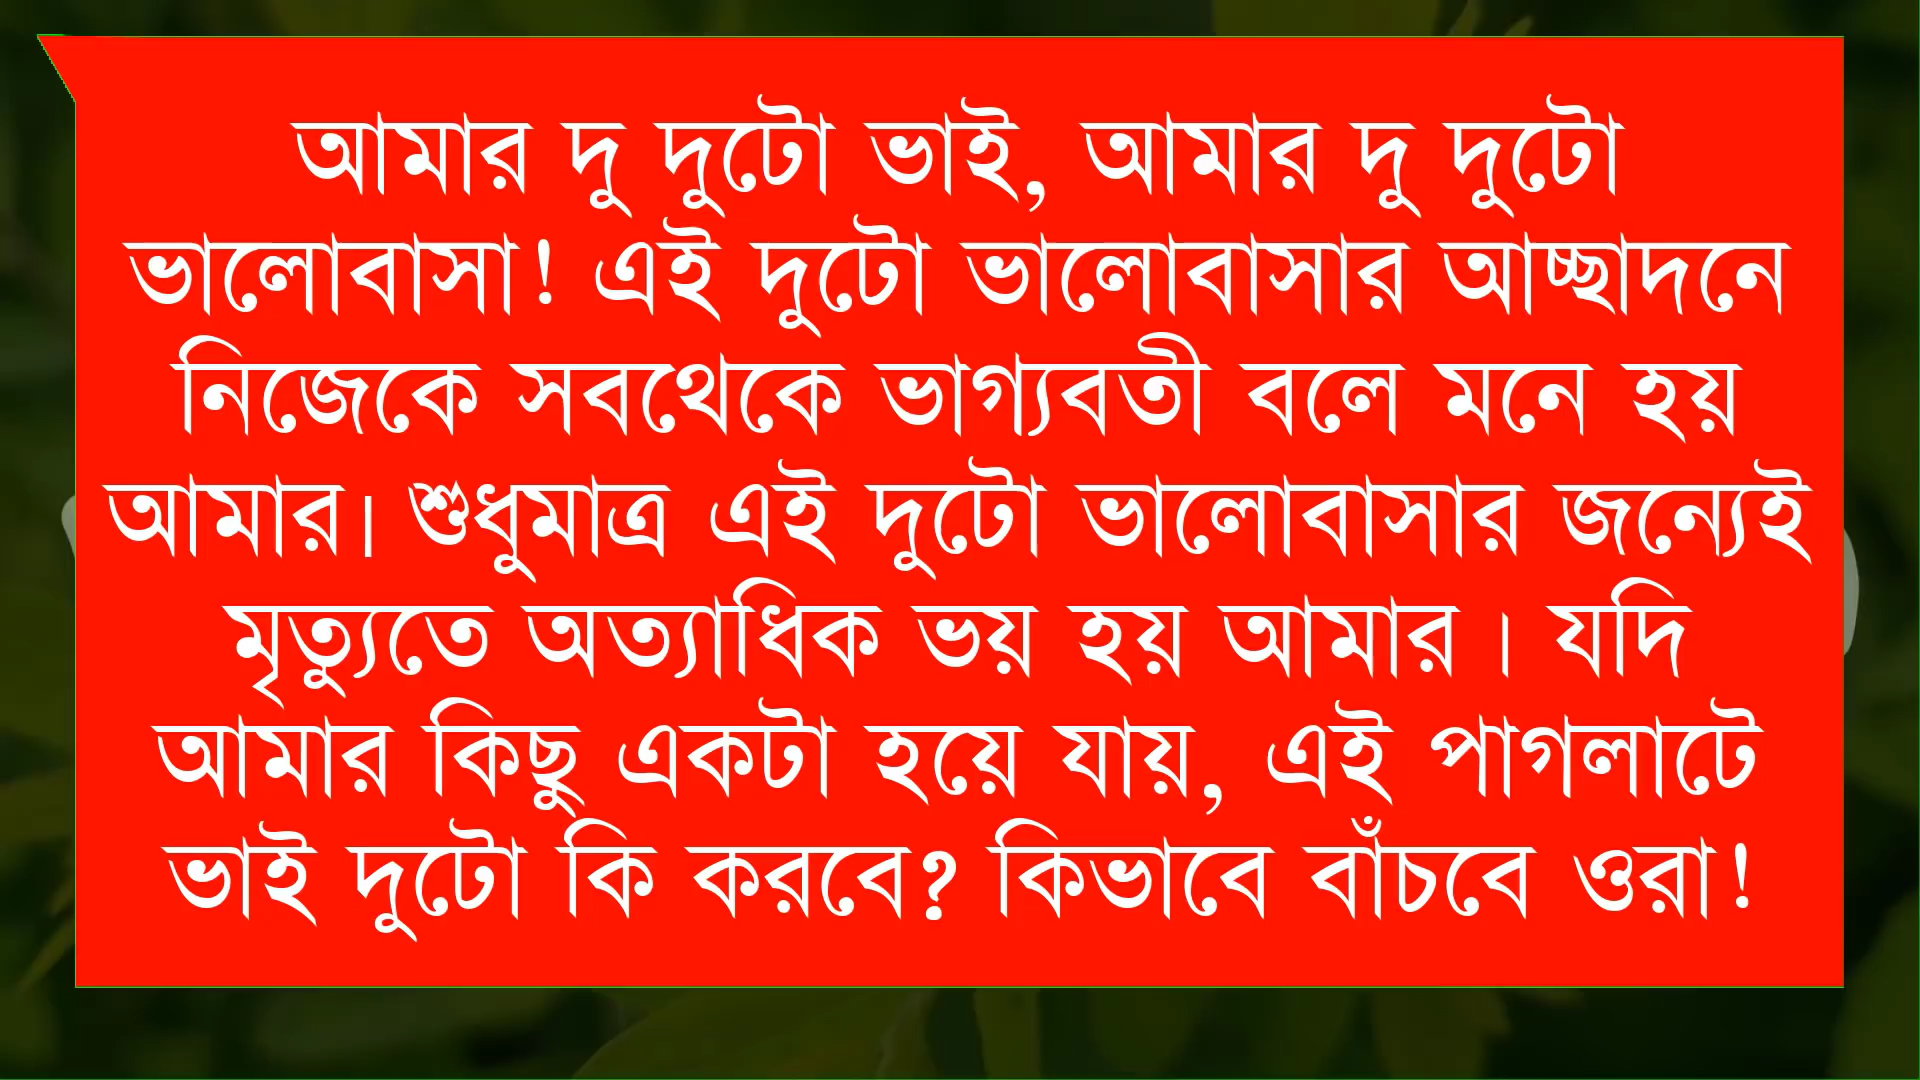 আমার দু দুটো ভাই, আমার দু দুটো
ভালোবাসা! এই দুটো ভালোবাসার আচ্ছাদনে
নিজেকে সবথেকে ভাগ্যবতী বলে মনে হয়
আমার। শুধুমাত্র এই দুটো ভালোবাসার জন্যেই
মৃত্যুতে অত্যাধিক ভয় হয় আমার । যদি
আমার কিছু একটা হয়ে যায়, এই পাগলাটে
ভাই দুটো কি করবে? কিভাবে বাঁচবে ওরা!